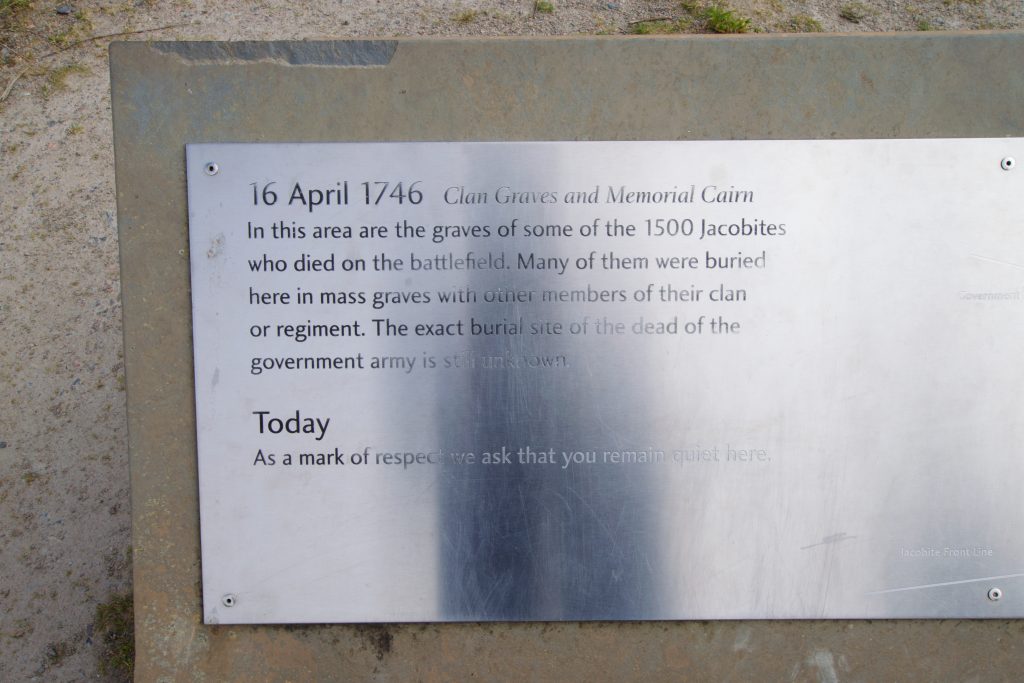 16 April 1746 Clan Graves and Memorial Cairn
In this area are the graves of some of the 1500 Jacobites
who died on the battlefield. Many of them were buried
here in mass graves with other members of their clan
or regiment. The exact burial site of the dead of the
government army is still unknown.
Today
As a mark of respect we ask that you remain quiet here.
Government
Jacobite Front Line